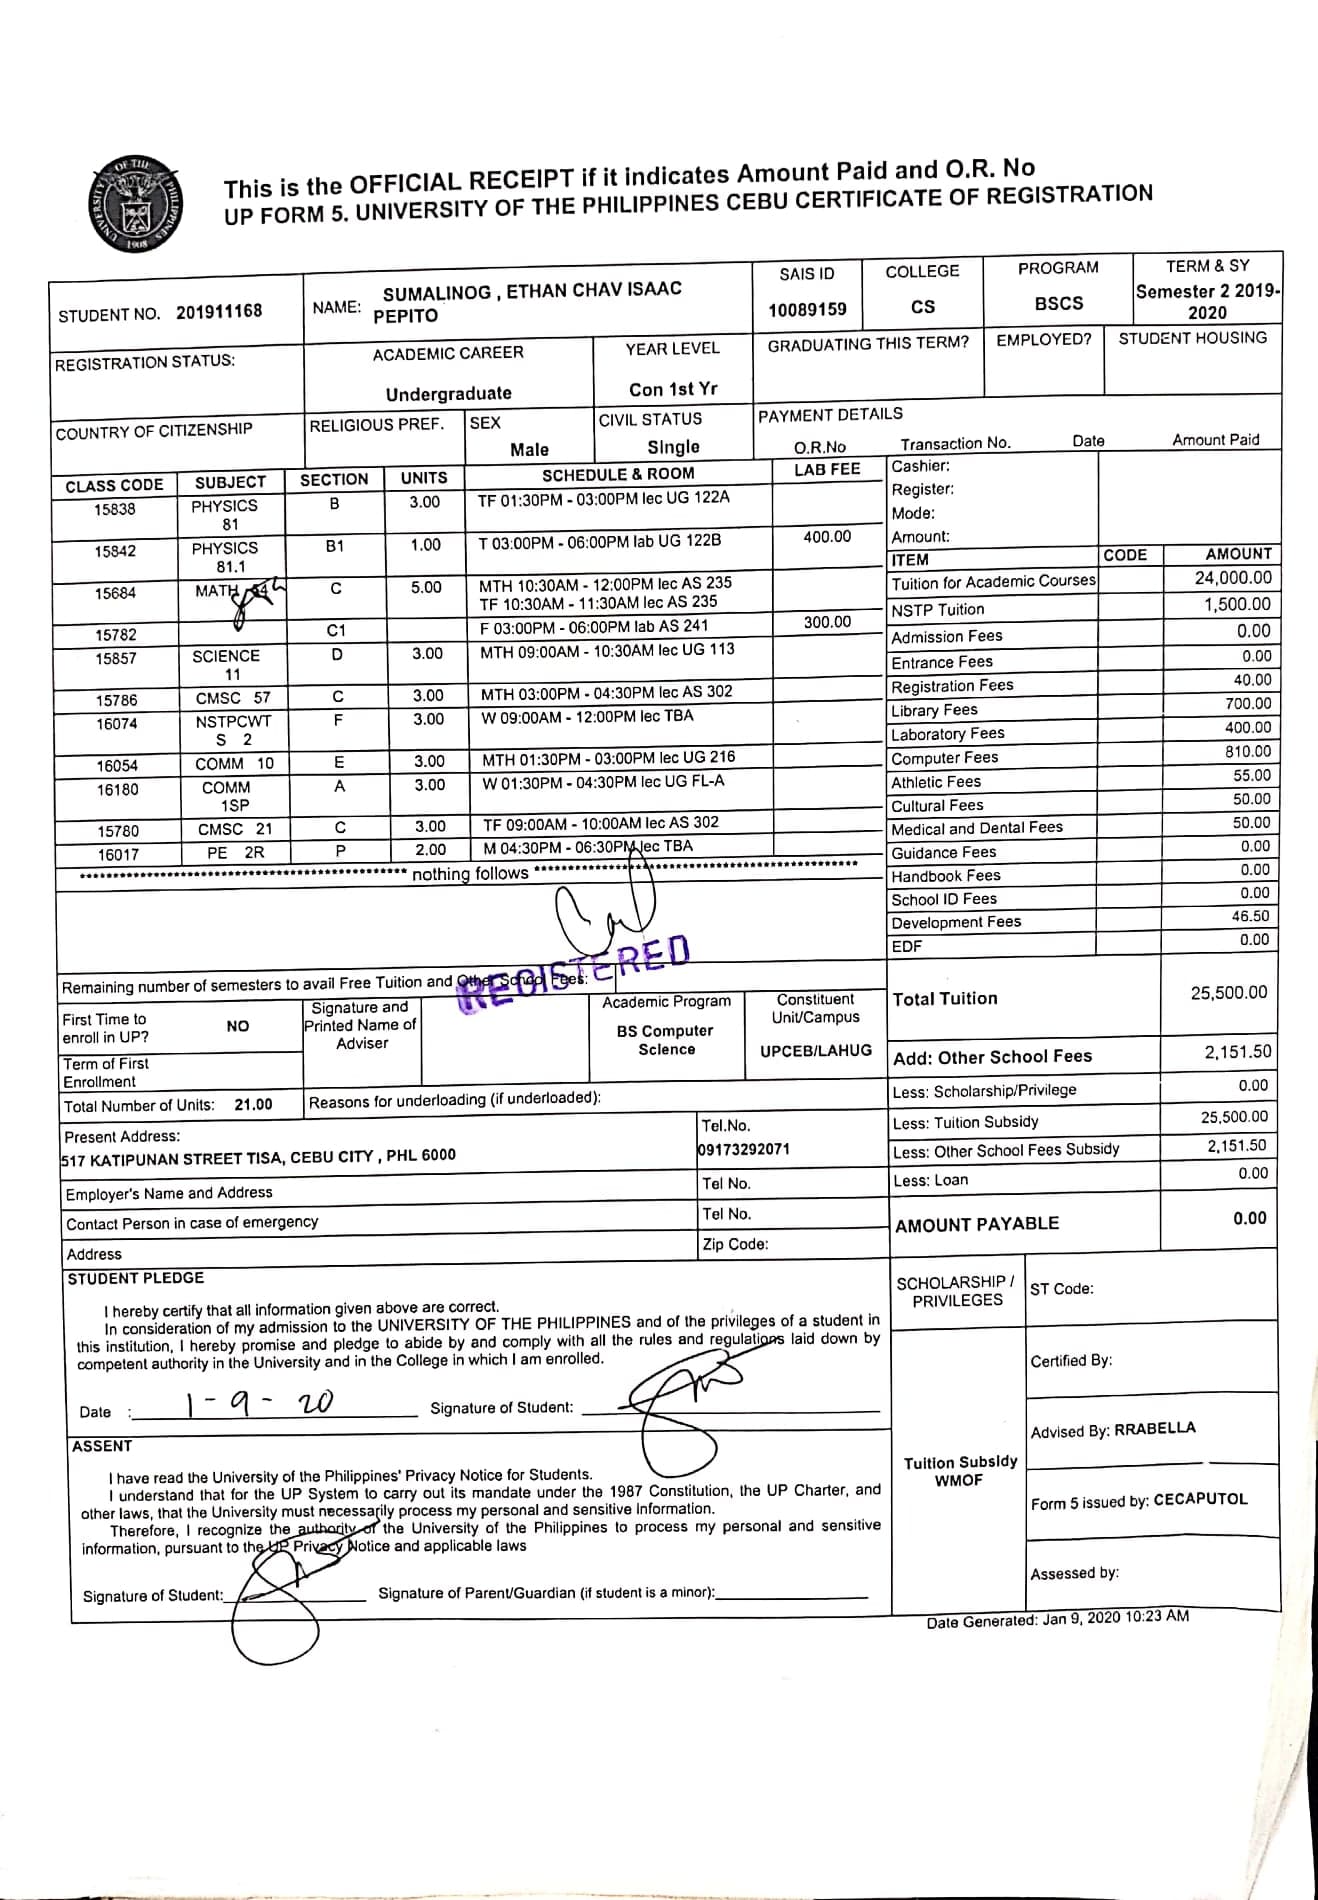 UNIVERSITY OF THE PHILIPPINES
1908
This is the OFFICIAL RECEIPT if it indicates Amount Paid and O.R. No
UP FORM 5. UNIVERSITY OF THE PHILIPPINES CEBU CERTIFICATE OF REGISTRATION
STUDENT NO. 201911168
NAME: SUMALINOG , ETHAN CHAV ISAAC
PEPITO
SAIS ID
10089159
COLLEGE
CS
PROGRAM
BSCS
TERM & SY
Semester 2 2019-
2020
REGISTRATION STATUS:
ACADEMIC CAREER
Undergraduate
YEAR LEVEL
Con 1st Yr
GRADUATING THIS TERM?
EMPLOYED?
STUDENT HOUSING
COUNTRY OF CITIZENSHIP
RELIGIOUS PREF.
SEX
Male
CIVIL STATUS
Single
PAYMENT DETAILS
O.R.No Transaction No. Date Amount Paid
Cashier:
Register:
Mode:
Amount:
CLASS CODE SUBJECT SECTION UNITS SCHEDULE & ROOM LAB FEE
15838 PHYSICS B 3.00 TF 01:30PM - 03:00PM lec UG 122A
81
15842 PHYSICS B1 1.00 T 03:00PM - 06:00PM lab UG 122B 400.00
81.1
15684 MATH C 5.00 MTH 10:30AM - 12:00PM lec AS 235
TF 10:30AM - 11:30AM lec AS 235
15782 C1 F 03:00PM - 06:00PM lab AS 241 300.00
15857 SCIENCE D 3.00 MTH 09:00AM - 10:30AM lec UG 113
11
15786 CMSC 57 C 3.00 MTH 03:00PM - 04:30PM lec AS 302
16074 NSTPCWT F 3.00 W 09:00AM - 12:00PM lec TBA
S 2
16054 COMM 10 E 3.00 MTH 01:30PM - 03:00PM lec UG 216
16180 COMM A 3.00 W 01:30PM - 04:30PM lec UG FL-A
1SP
15780 CMSC 21 C 3.00 TF 09:00AM - 10:00AM lec AS 302
16017 PE 2R P 2.00 M 04:30PM - 06:30PM lec TBA
nothing follows
ITEM CODE AMOUNT
Tuition for Academic Courses 24,000.00
NSTP Tuition 1,500.00
Admission Fees 0.00
Entrance Fees 0.00
Registration Fees 40.00
Library Fees 700.00
Laboratory Fees 400.00
Computer Fees 810.00
Athletic Fees 55.00
Cultural Fees 50.00
Medical and Dental Fees 50.00
Guidance Fees 0.00
Handbook Fees 0.00
School ID Fees 0.00
Development Fees 46.50
EDF 0.00
Remaining number of semesters to avail Free Tuition and Other School Fees:
REGISTERED
First Time to
enroll in UP? NO
Term of First
Enrollment
Signature and
Printed Name of
Adviser
Academic Program
BS Computer
Science
Constituent
Unit/Campus
UPCEB/LAHUG
Total Number of Units: 21.00
Reasons for underloading (if underloaded):
Present Address:
517 KATIPUNAN STREET TISA, CEBU CITY , PHL 6000
Tel.No.
09173292071
Employer's Name and Address
Tel No.
Contact Person in case of emergency
Tel No.
Address
Zip Code:
Total Tuition 25,500.00
Add: Other School Fees 2,151.50
Less: Scholarship/Privilege 0.00
Less: Tuition Subsidy 25,500.00
Less: Other School Fees Subsidy 2,151.50
Less: Loan 0.00
AMOUNT PAYABLE 0.00
STUDENT PLEDGE
I hereby certify that all information given above are correct.
In consideration of my admission to the UNIVERSITY OF THE PHILIPPINES and of the privileges of a student in
this institution, I hereby promise and pledge to abide by and comply with all the rules and regulations laid down by
competent authority in the University and in the College in which I am enrolled.
Date : 1-9-20 Signature of Student:
ASSENT
I have read the University of the Philippines' Privacy Notice for Students.
I understand that for the UP System to carry out its mandate under the 1987 Constitution, the UP Charter, and
other laws, that the University must necessarily process my personal and sensitive information.
Therefore, I recognize the authority of the University of the Philippines to process my personal and sensitive
information, pursuant to the UP Privacy Notice and applicable laws
Signature of Student: Signature of Parent/Guardian (if student is a minor):
SCHOLARSHIP /
PRIVILEGES
ST Code:
Tuition Subsidy
WMOF
Certified By:
Advised By: RRABELLA
Form 5 issued by: CECAPUTOL
Assessed by:
Date Generated: Jan 9, 2020 10:23 AM